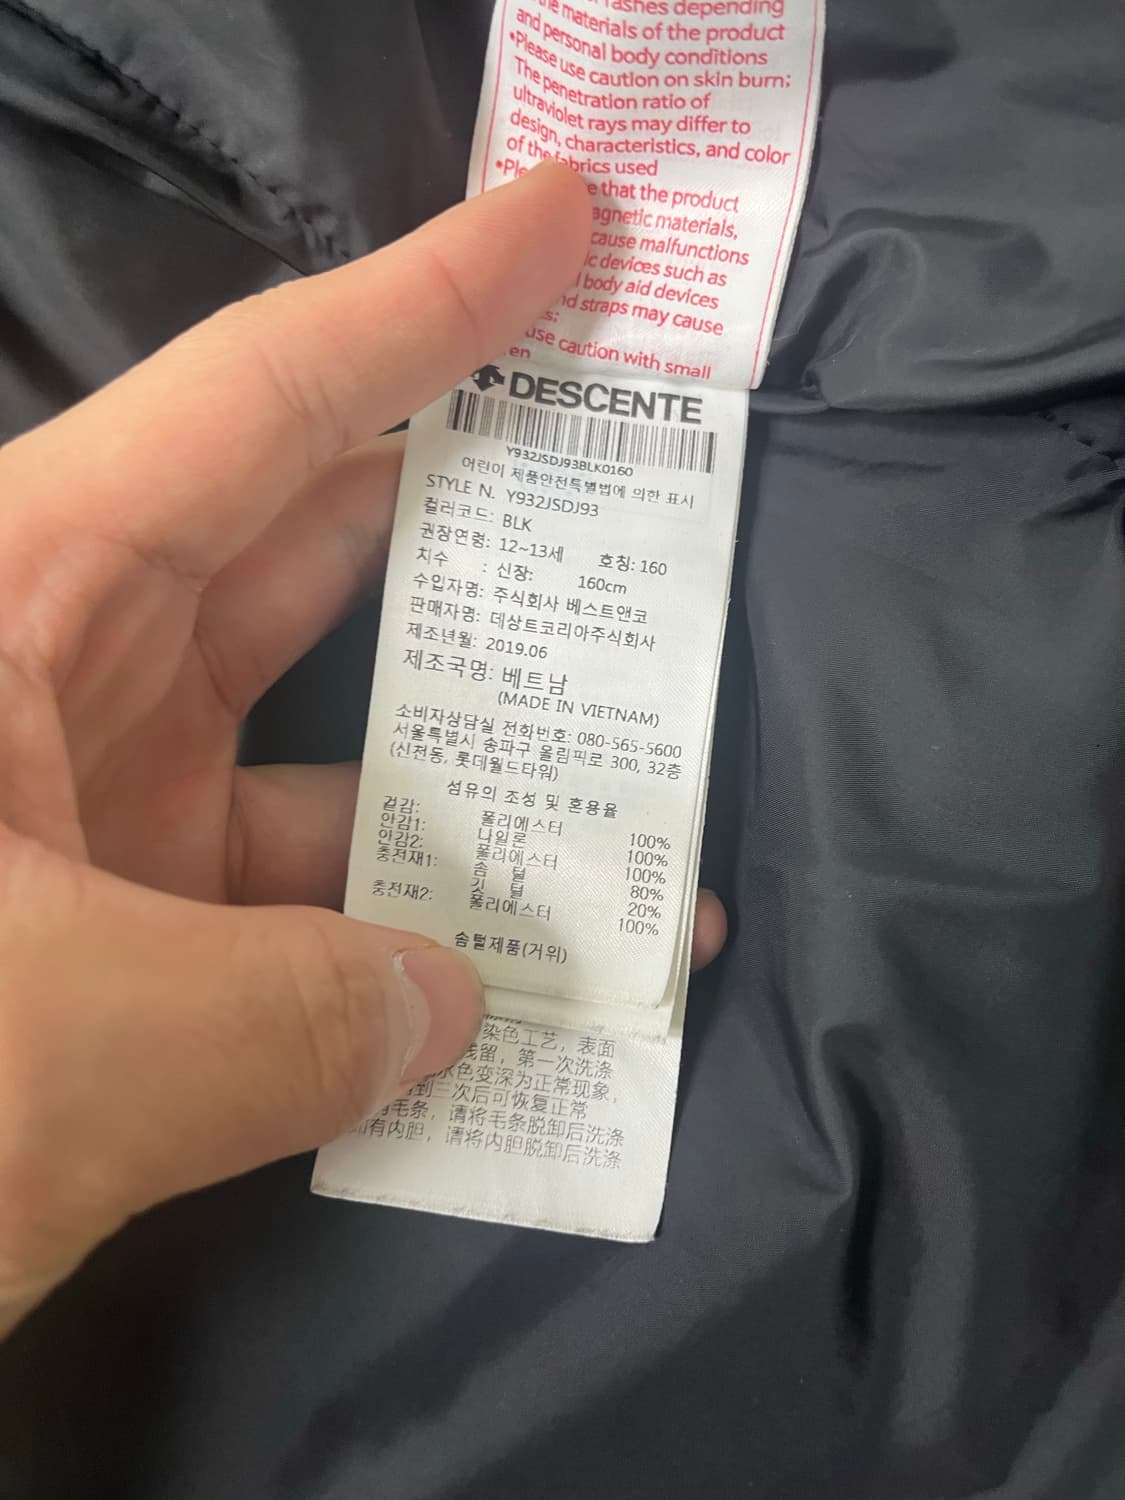 ashes depending
the materials of the product
and personal body conditions
•Please use caution on skin burn;
The penetration ratio of
ultraviolet rays may differ to
design, characteristics, and color
of the fabrics used
that the product
agnetic materials,
cause malfunctions
devices such as
body aid devices
straps may cause
use caution with small
en
DESCENTE
Y932JSDJ93BLK0160
어린이 제품안전특별법에 의한 표시
STYLE N. Y932JSDJ93
컬러코드: BLK
권장연령: 12~13세 호칭: 160
치수 : 신장: 160cm
수입자명: 주식회사 베스트앤코
판매자명: 데상트코리아주식회사
제조년월: 2019.06
제조국명: 베트남
(MADE IN VIETNAM)
소비자상담실 전화번호: 080-565-5600
서울특별시 송파구 올림픽로 300, 32층
(신천동, 롯데월드타워)
섬유의 조성 및 혼용율
겉감: 폴리에스터 100%
안감1: 나일론 100%
안감2: 폴리에스터 100%
충전재1: 솜 털 80%
깃 털 20%
충전재2: 폴리에스터 100%
솜털제품(거위)
染色工艺，表面
残留，第一次洗涤
水色变深为正常现象，
到三次后可恢复正常
有毛条，请将毛条脱卸后洗涤
如有内胆，请将内胆脱卸后洗涤